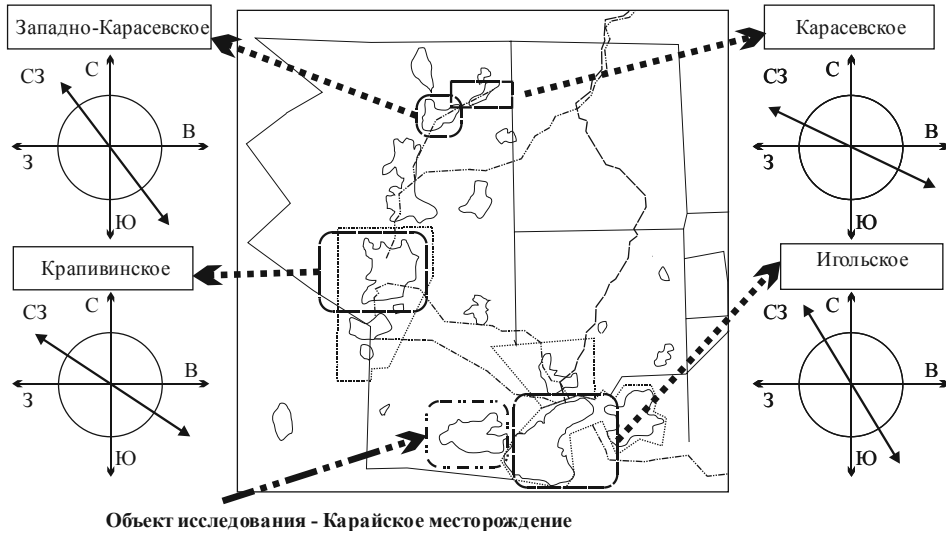 Западно-Карасевское
Карасевское
СЗ
С
В
З
Ю
СЗ
С
В
З
Ю
Крапивинское
Игольское
СЗ
С
В
З
Ю
СЗ
С
В
З
Ю
Объект исследования - Карайское месторождение